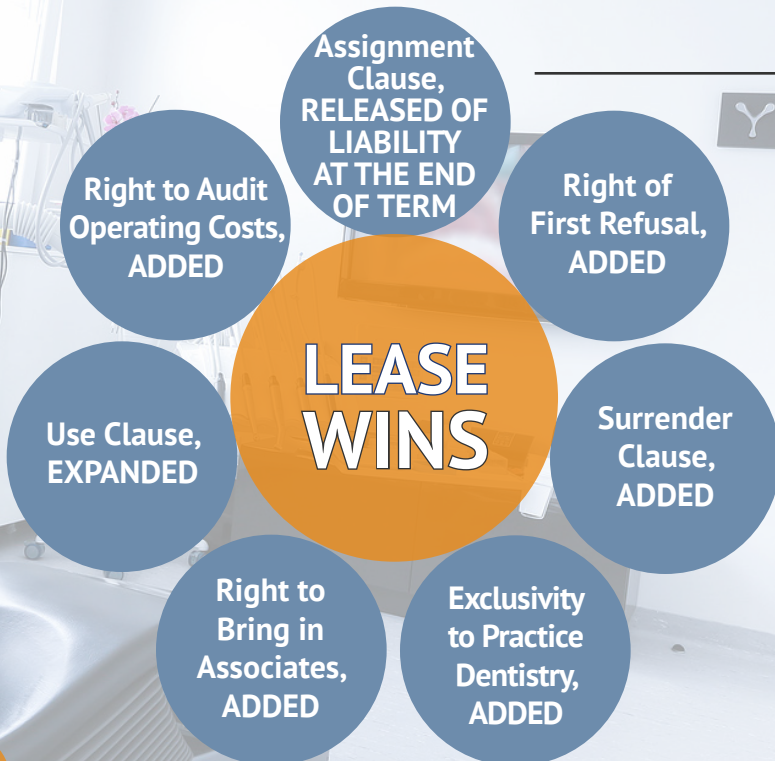 LEASE
WINS
Assignment
Clause,
RELEASED OF
LIABILITY
AT THE END
OF TERM
Right of
First Refusal,
ADDED
Surrender
Clause,
ADDED
Exclusivity
to Practice
Dentistry,
ADDED
Right to
Bring in
Associates,
ADDED
Use Clause,
EXPANDED
Right to Audit
Operating Costs,
ADDED